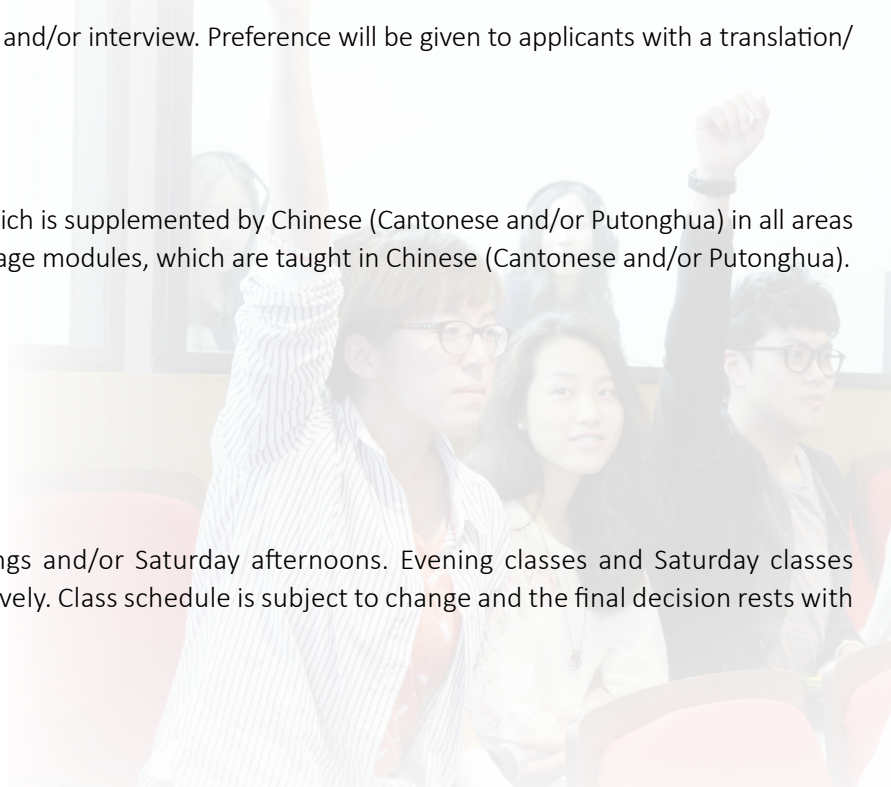 and/or interview. Preference will be given to applicants with a translation/
ich is supplemented by Chinese (Cantonese and/or Putonghua) in all areas
age modules, which are taught in Chinese (Cantonese and/or Putonghua).
ngs and/or Saturday afternoons. Evening classes and Saturday classes
vely. Class schedule is subject to change and the final decision rests with